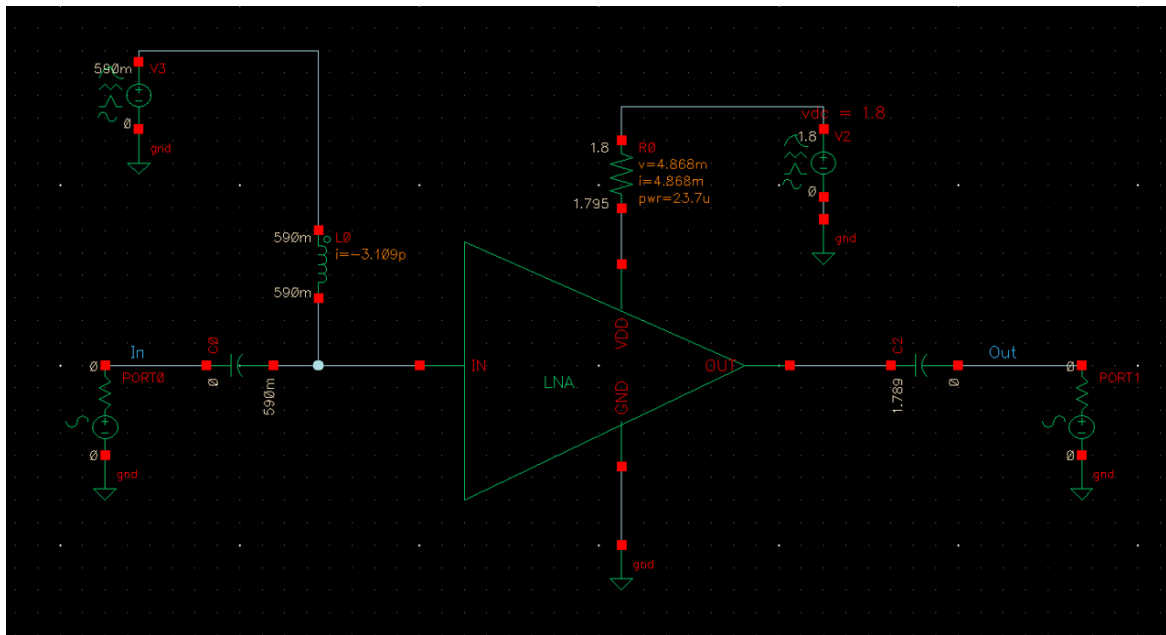 590m
V3
0
gnd
vdc = 1.8
1.8
V2
1.8
R0
v=4.868m
i=4.868m
pwr=23.7u
1.795
0
gnd
590m
L0
i=-3.109p
590m
VDD
In
C0
Out
C2
0
PORT0
0
590m
IN
LNA
OUT
GND
1.789
0
0
PORT1
0
gnd
0
gnd
gnd